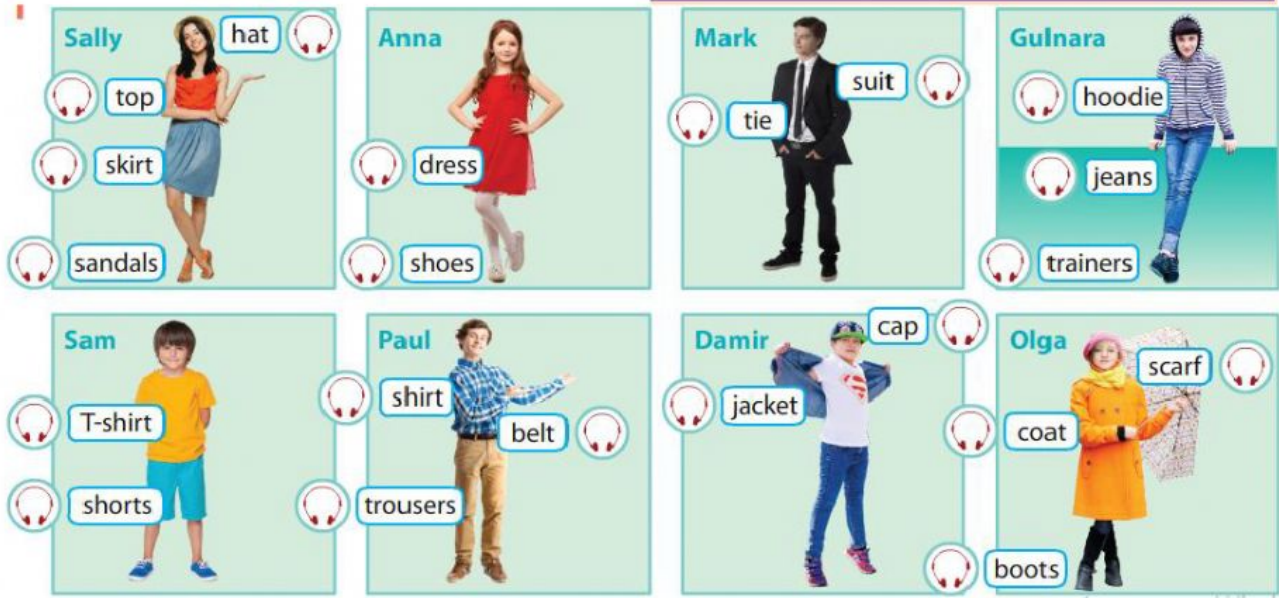 Sally
hat
top
skirt
sandals
Anna
dress
shoes
Mark
suit
tie
Gulnara
hoodie
jeans
trainers
Sam
T-shirt
shorts
Paul
shirt
belt
trousers
Damir
cap
jacket
Olga
scarf
coat
boots